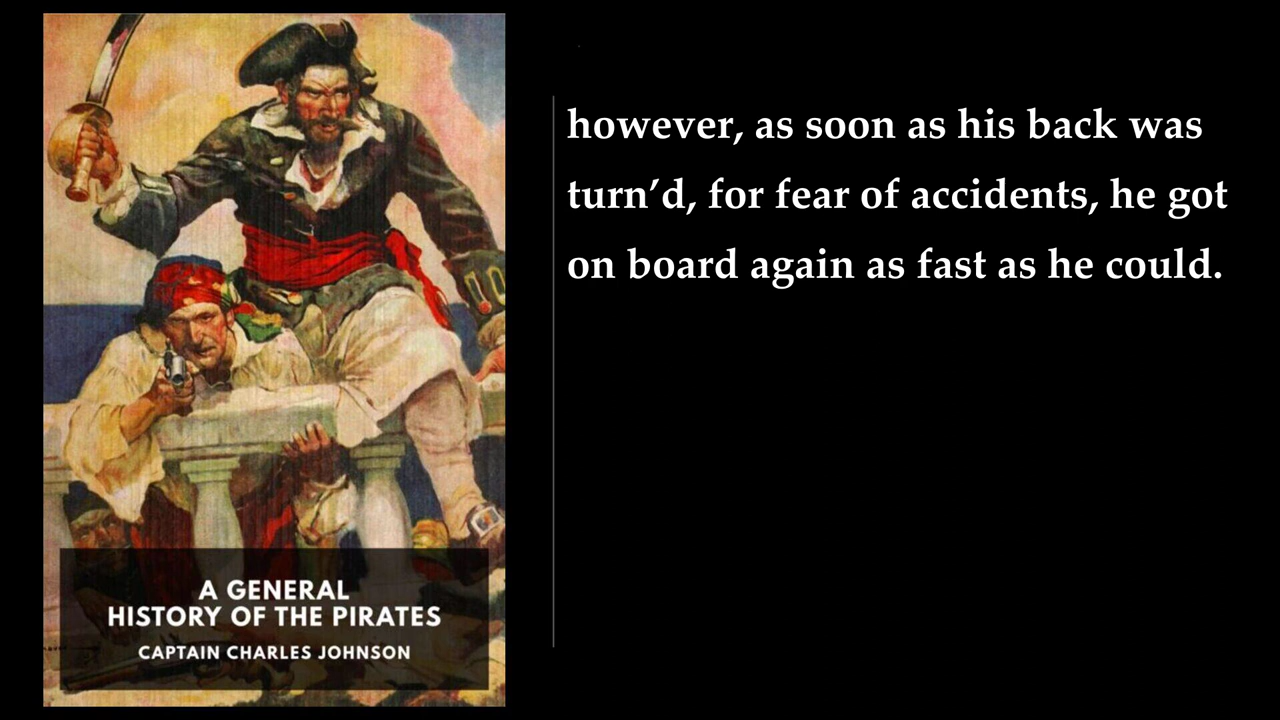 A GENERAL
HISTORY OF THE PIRATES
CAPTAIN CHARLES JOHNSON
however, as soon as his back was
turn’d, for fear of accidents, he got
on board again as fast as he could.